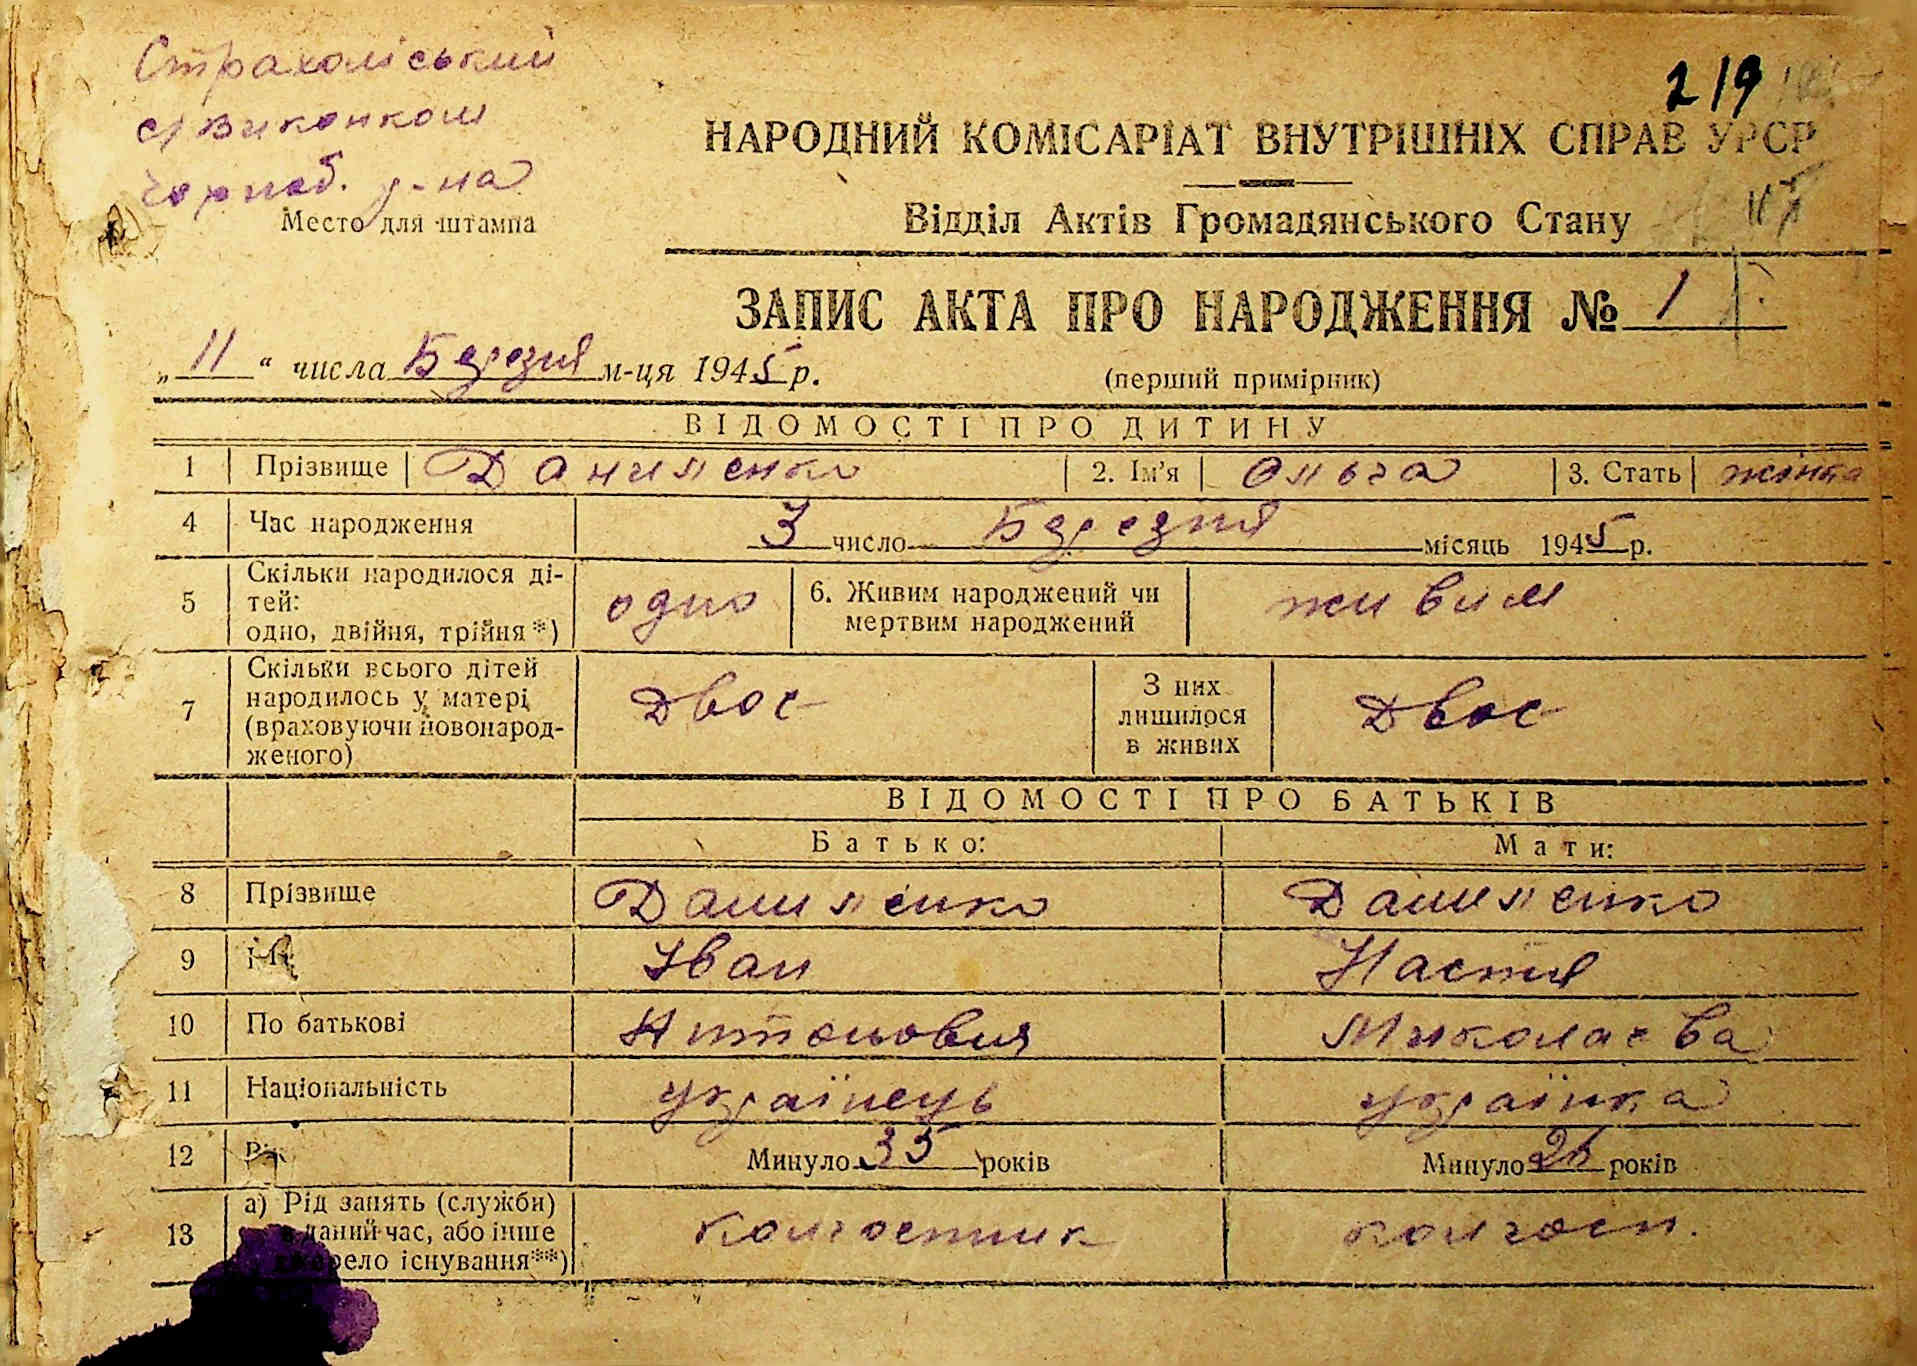 Страхоліський
с/виконком
Чорноб. р-на
Место для штампа
219
НАРОДНИЙ КОМІСАРІАТ ВНУТРІШНІХ СПРАВ УРСР
Відділ Актів Громадянського Стану
ЗАПИС АКТА ПРО НАРОДЖЕННЯ № 1
„11“ числа Березня м-ця 1945 р.
(перший примірник)
ВІДОМОСТІ ПРО ДИТИНУ
1 Прізвище Даниленко 2. Ім'я Ольга 3. Стать жінка
4 Час народження 3 число Березня місяць 1945 р.
5 Скільки народилося ді-
тей:
одно, двійня, трійня*) одно
6. Живим народжений чи
мертвим народжений живим
7 Скільки всього дітей
народилось у матері
(враховуючи новонарод-
женого) Двоє
З них
лишилося
в живих Двоє
ВІДОМОСТІ ПРО БАТЬКІВ
Батько: Мати:
8 Прізвище Даниленко Даниленко
9 Іван Настя
10 По батькові Антонович Миколаєва
11 Національність українець українка
12 Минуло 35 років Минуло 26 років
13 а) Рід занять (служби)
в даний час, або інше
джерело існування**) колгоспник колгосп.